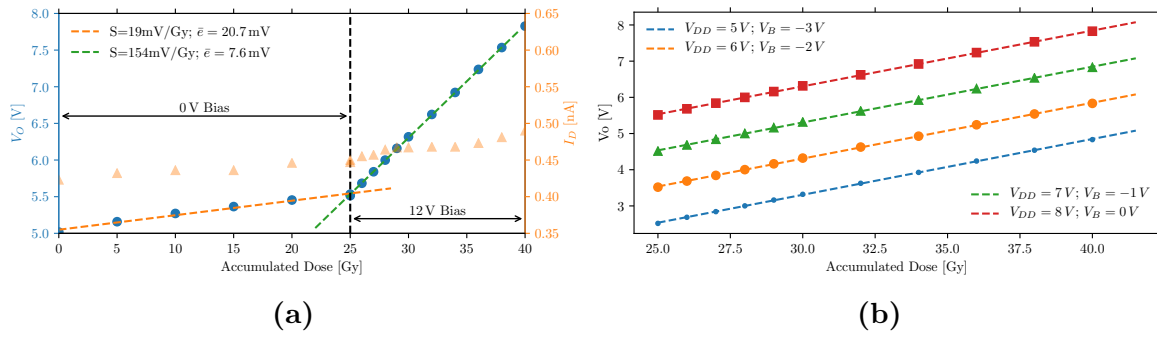 S=19mV/Gy; ē = 20.7 mV
S=154mV/Gy; ē = 7.6 mV
0 V Bias
12 V Bias
8.0
7.5
7.0
6.5
6.0
5.5
5.0
V_O [V]
0.65
0.60
0.55
0.50
0.45
0.40
0.35
I_D [nA]
0 5 10 15 20 25 30 35 40
Accumulated Dose [Gy]
(a)
V_DD = 5 V; V_B = −3 V
V_DD = 6 V; V_B = −2 V
V_DD = 7 V; V_B = −1 V
V_DD = 8 V; V_B = 0 V
8
7
6
5
4
3
Vo [V]
25.0 27.5 30.0 32.5 35.0 37.5 40.0
Accumulated Dose [Gy]
(b)